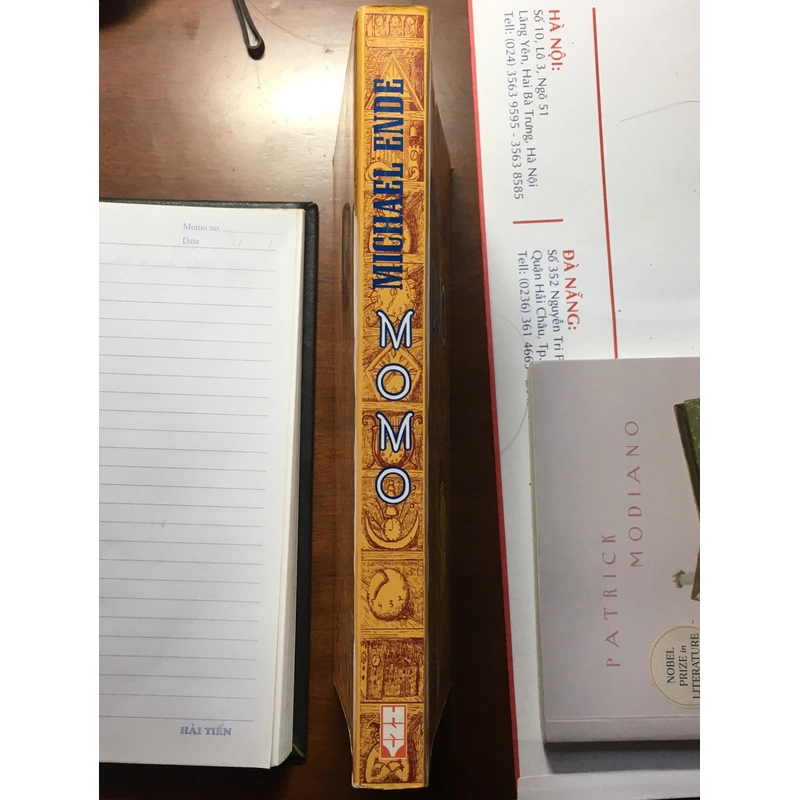 Memo no.
Date
HẢI TIẾN
MICHAEL ENDE
MOMO
HÀ NỘI:
Số 10, Lô 3, Ngõ 51
Lãng Yên, Hai Bà Trưng, Hà Nội
Tell: (024) 3563 9595 - 3563 8585
ĐÀ NẴNG:
Số 352 Nguyễn Tri
Quận Hải Châu, Tp.
Tell: (0236) 361
PATRICK
MODIANO
NOBEL
PRIZE in
LITERATURE